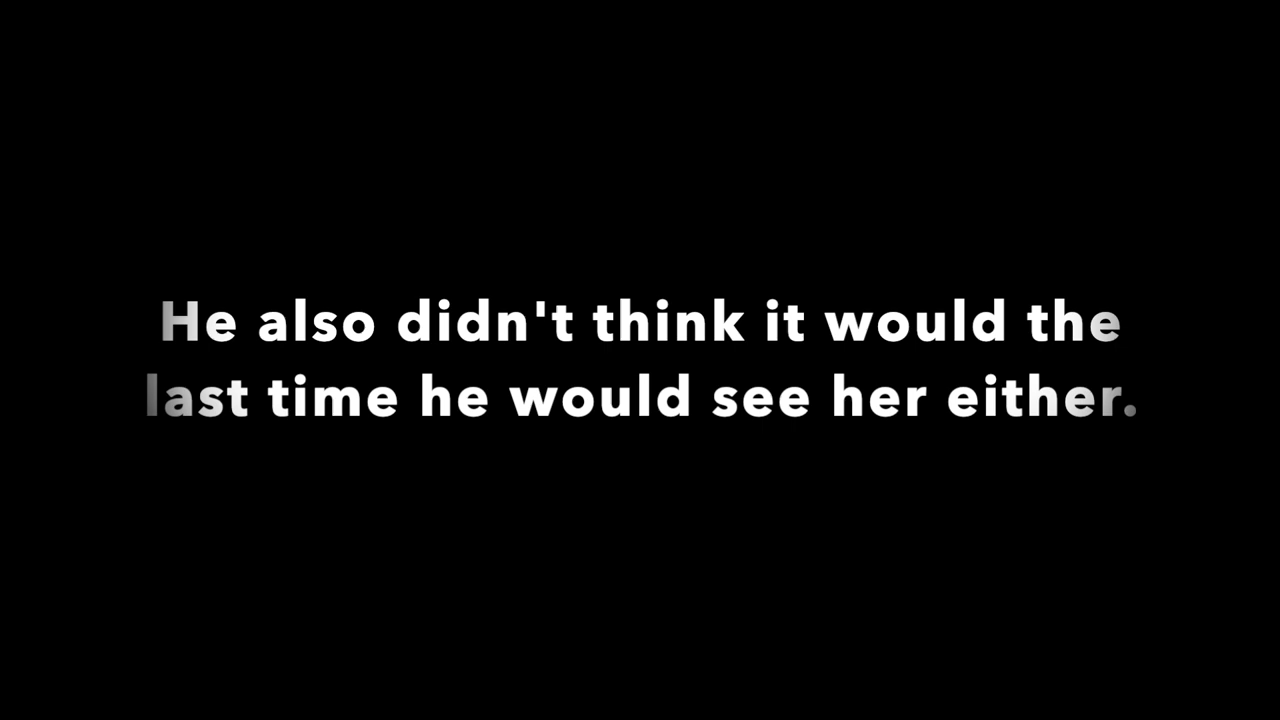 He also didn't think it would the
last time he would see her either.